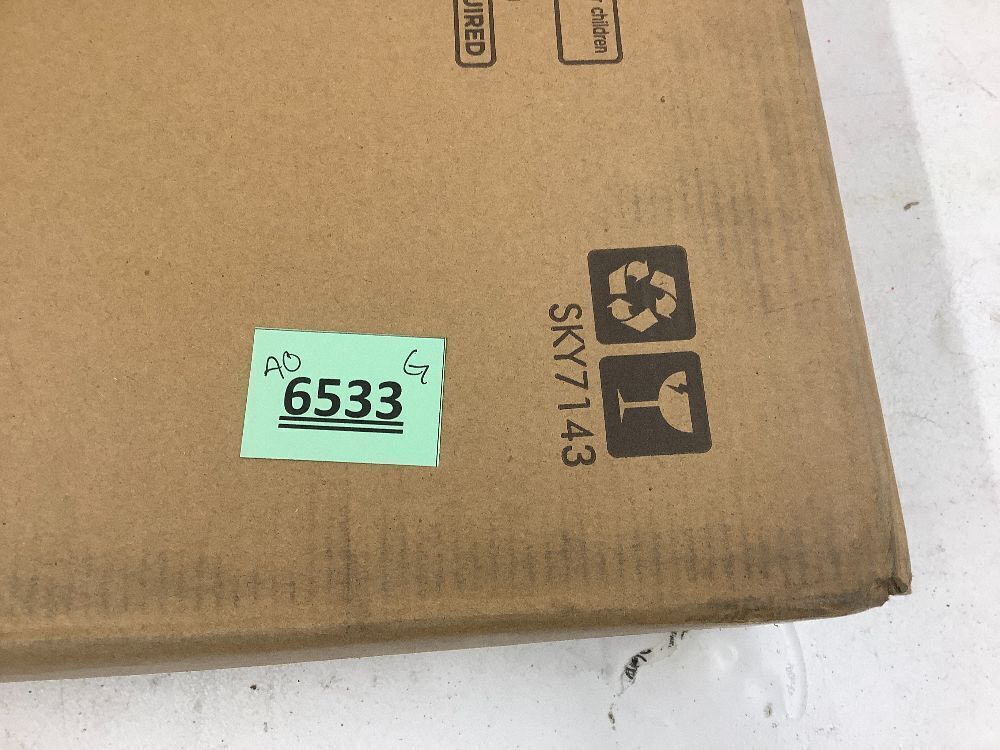 r children
UIRED
SKY7143
AO G
6533